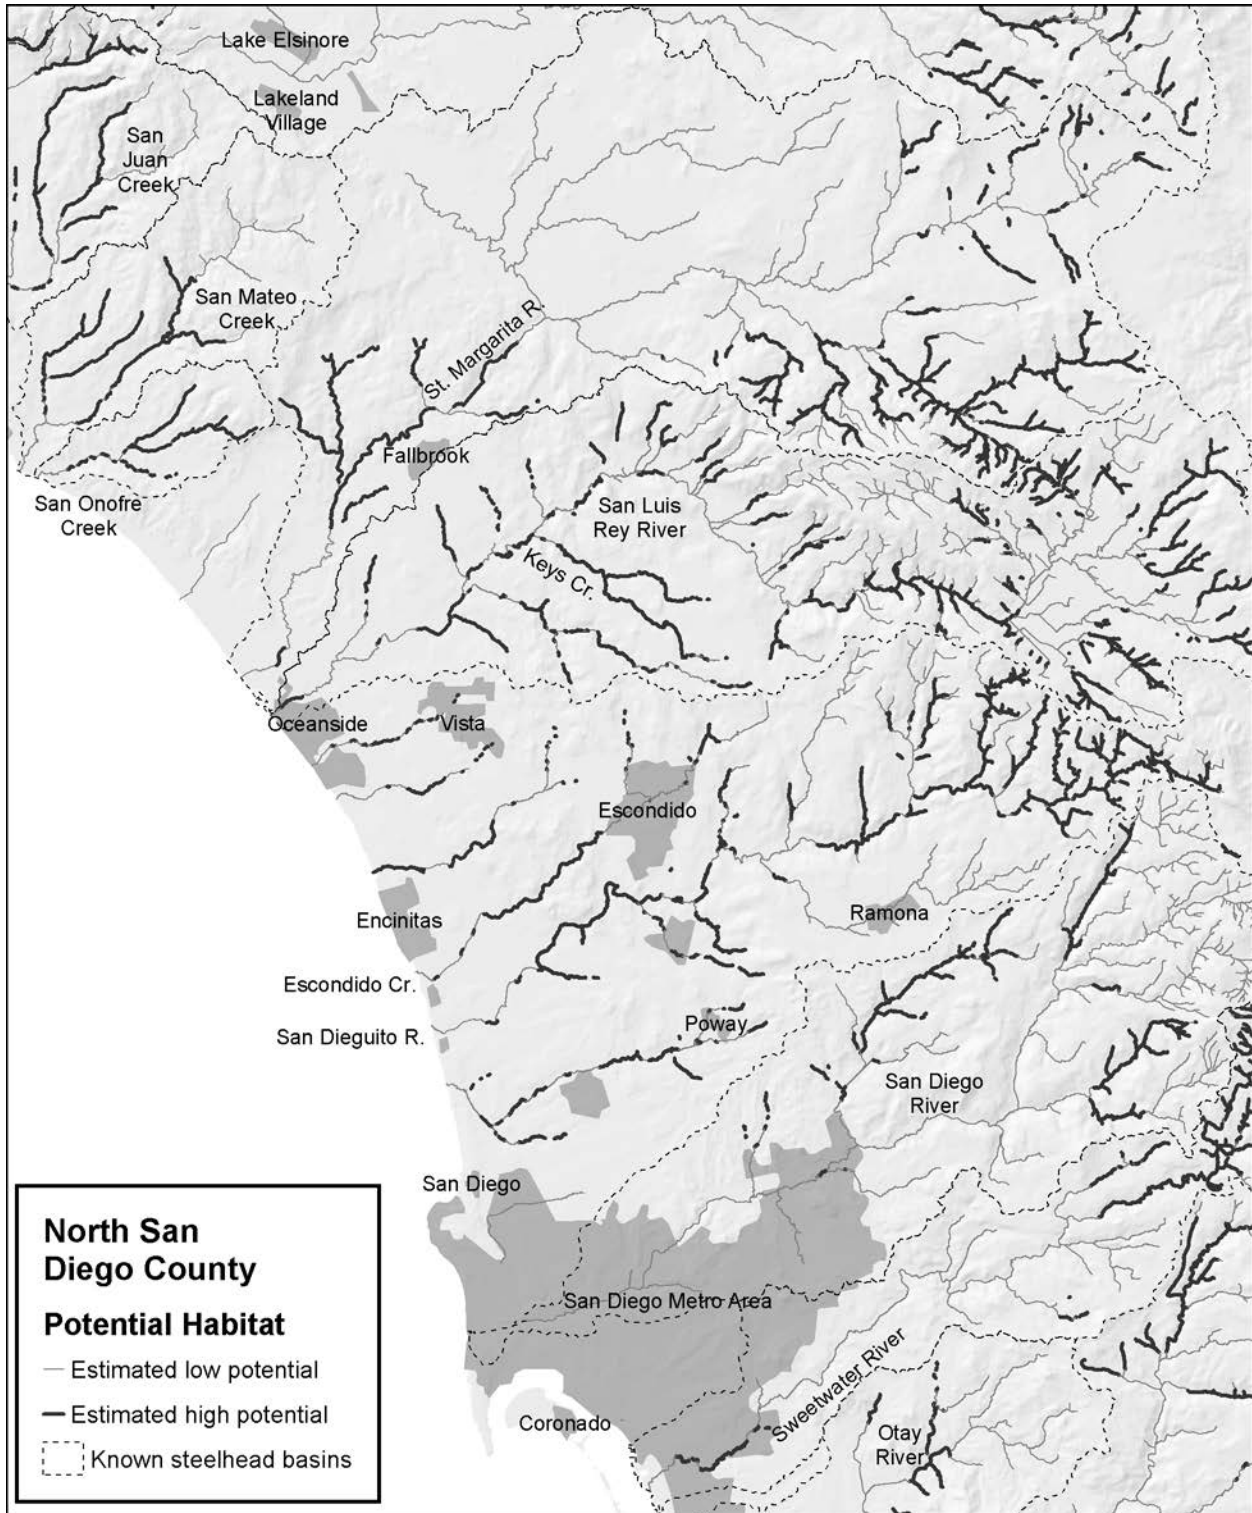 Lake Elsinore
Lakeland
Village
San
Juan
Creek
San Mateo
Creek
St. Margarita R.
Fallbrook
San Onofre
Creek
San Luis
Rey River
Keys Cr.
Oceanside
Vista
Escondido
Encinitas
Ramona
Escondido Cr.
San Dieguito R.
Poway
San Diego
River
San Diego
San Diego Metro Area
Sweetwater River
Coronado
Otay
River
North San
Diego County
Potential Habitat
Estimated low potential
Estimated high potential
Known steelhead basins